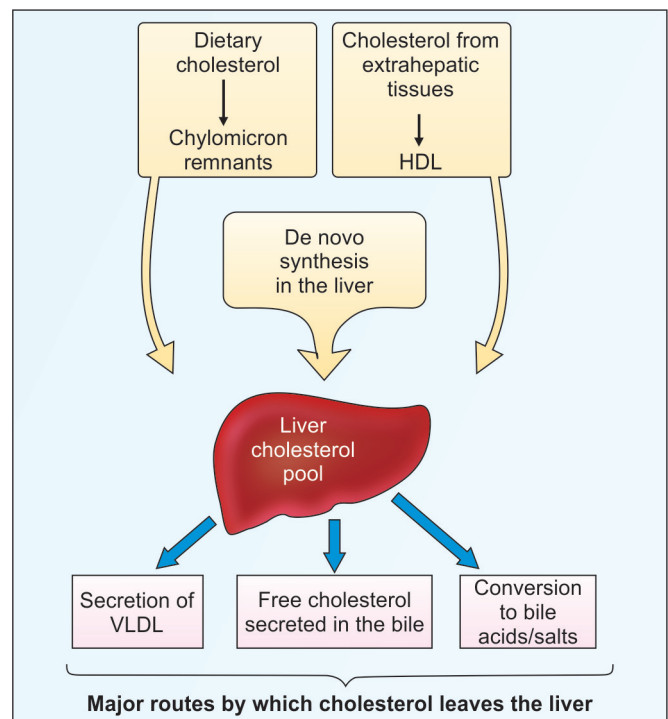 Dietary
cholesterol
Chylomicron
remnants
Cholesterol from
extrahepatic
tissues
HDL
De novo
synthesis
in the liver
Liver
cholesterol
pool
Secretion of
VLDL
Free cholesterol
secreted in the bile
Conversion
to bile
acids/salts
Major routes by which cholesterol leaves the liver